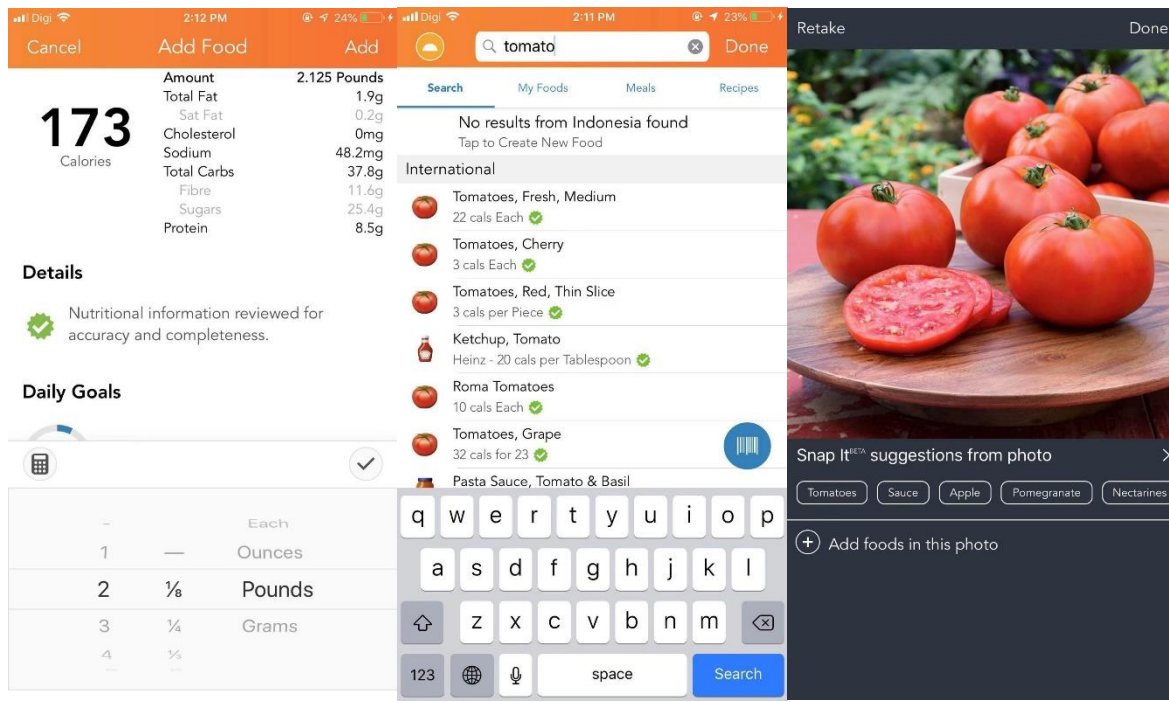 Digi 2:12 PM 24%
Cancel Add Food Add
173
Calories
Amount 2.125 Pounds
Total Fat 1.9g
Sat Fat 0.2g
Cholesterol 0mg
Sodium 48.2mg
Total Carbs 37.8g
Fibre 11.6g
Sugars 25.4g
Protein 8.5g
Details
Nutritional information reviewed for
accuracy and completeness.
Daily Goals
– Each
1 — Ounces
2 ⅛ Pounds
3 ¼ Grams
4 ⅓
Digi 2:11 PM 23%
tomato Done
Search My Foods Meals Recipes
No results from Indonesia found
Tap to Create New Food
International
Tomatoes, Fresh, Medium
22 cals Each
Tomatoes, Cherry
3 cals Each
Tomatoes, Red, Thin Slice
3 cals per Piece
Ketchup, Tomato
Heinz - 20 cals per Tablespoon
Roma Tomatoes
10 cals Each
Tomatoes, Grape
32 cals for 23
Pasta Sauce, Tomato & Basil
q w e r t y u i o p
a s d f g h j k l
z x c v b n m
123 space Search
Retake Done
Snap It BETA suggestions from photo
Tomatoes Sauce Apple Pomegranate Nectarines
Add foods in this photo